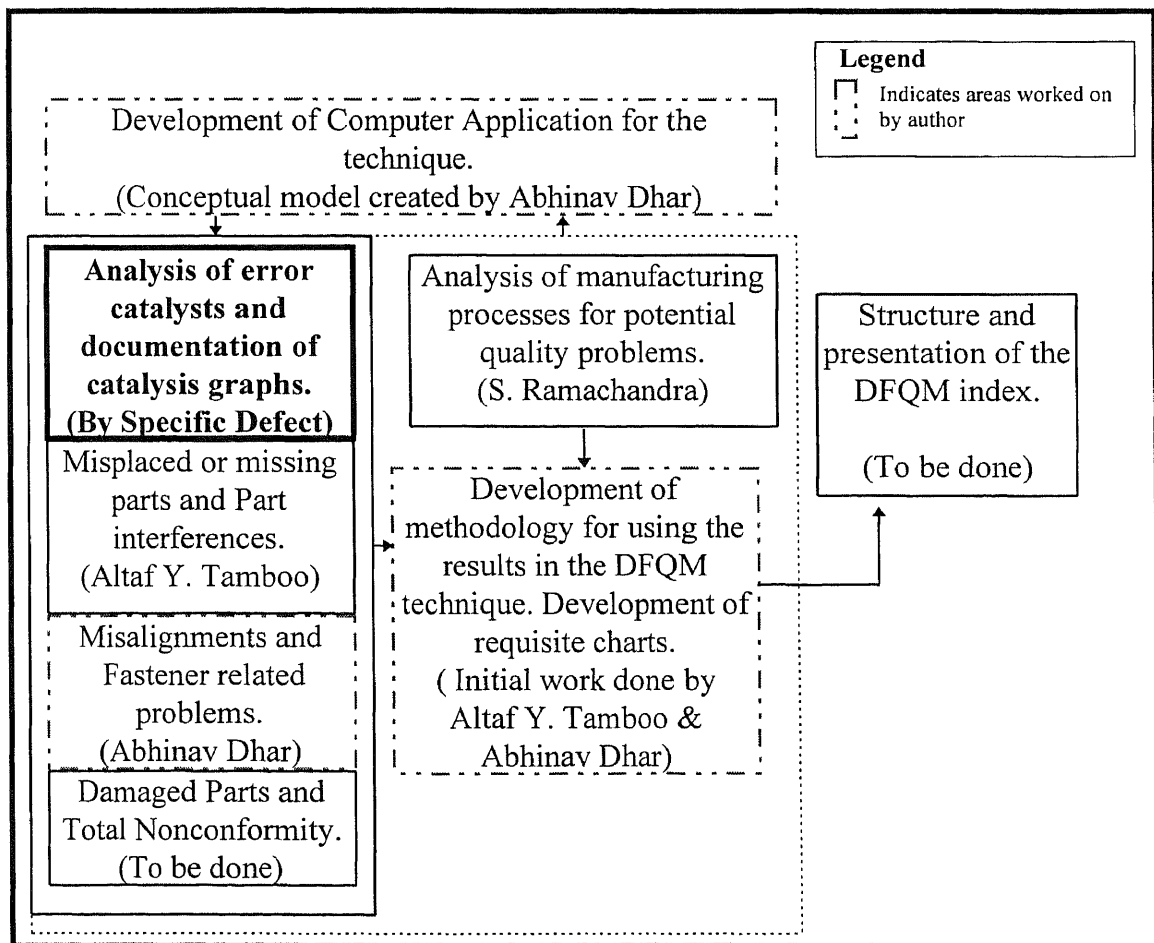 Legend
Indicates areas worked on
by author
Development of Computer Application for the
technique.
(Conceptual model created by Abhinav Dhar)
Analysis of error
catalysts and
documentation of
catalysis graphs.
(By Specific Defect)
Misplaced or missing
parts and Part
interferences.
(Altaf Y. Tamboo)
Misalignments and
Fastener related
problems.
(Abhinav Dhar)
Damaged Parts and
Total Nonconformity.
(To be done)
Analysis of manufacturing
processes for potential
quality problems.
(S. Ramachandra)
Development of
methodology for using the
results in the DFQM
technique. Development of
requisite charts.
( Initial work done by
Altaf Y. Tamboo &
Abhinav Dhar)
Structure and
presentation of the
DFQM index.
(To be done)